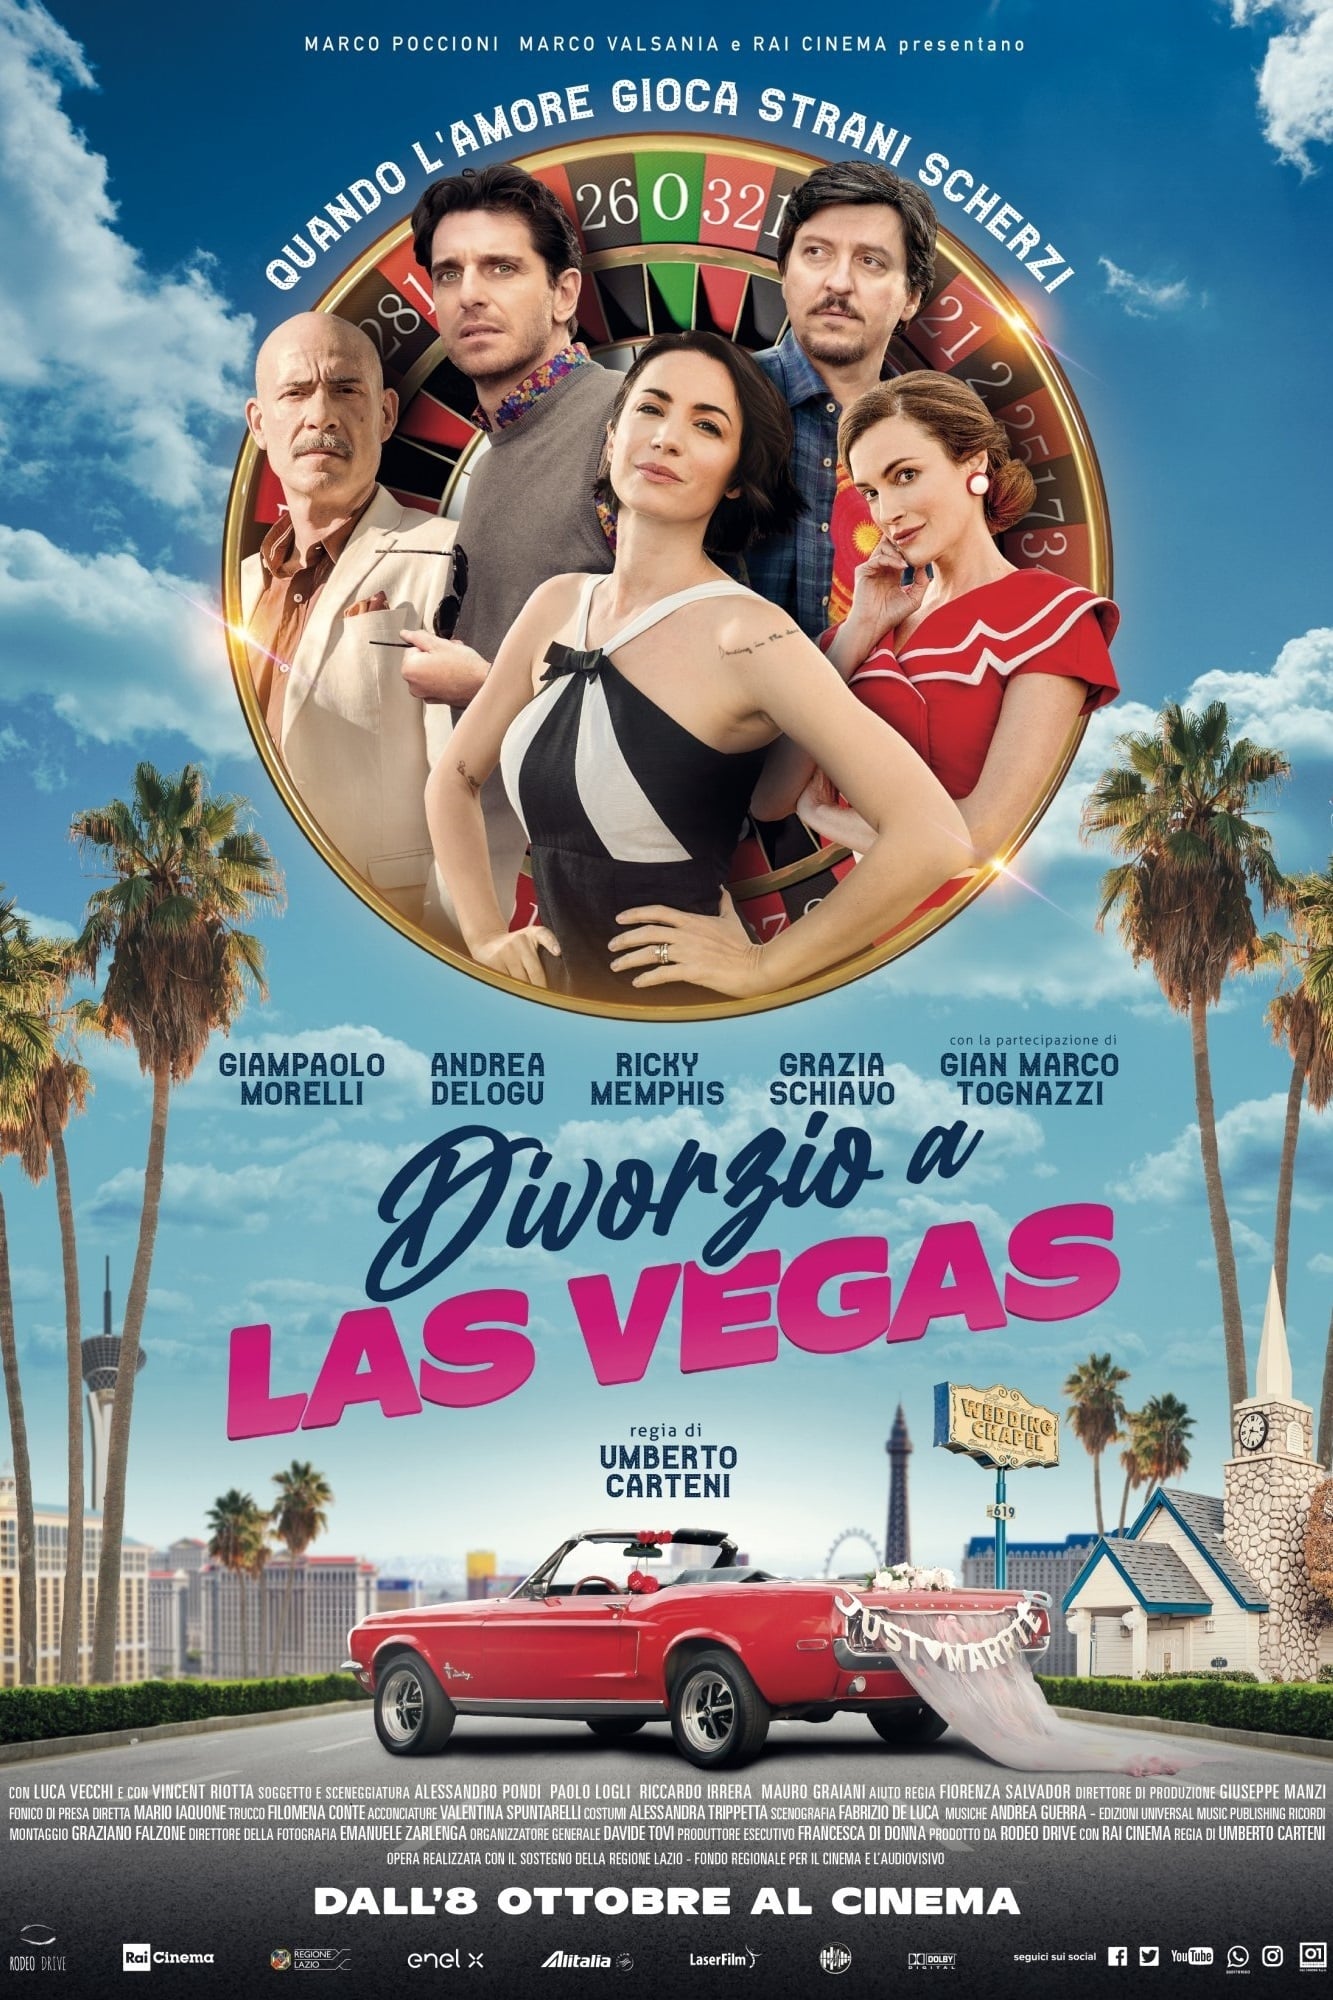 MARCO POCCIONI MARCO VALSANIA e RAI CINEMA presentano
QUANDO L'AMORE GIOCA STRANI SCHERZI
26 0 32 1
28 1
21
2
25
17
3
con la partecipazione di
GIAMPAOLO MORELLI
ANDREA DELOGU
RICKY MEMPHIS
GRAZIA SCHIAVO
GIAN MARCO TOGNAZZI
Divorzio a
LAS VEGAS
regia di
UMBERTO
CARTENI
WEDDING
CHAPEL
619
JUST MARRIED
CON LUCA VECCHI E CON VINCENT RIOTTA SOGGETTO E SCENEGGIATURA ALESSANDRO PONDI PAOLO LOGLI RICCARDO IRRERA MAURO GRAIANI AIUTO REGIA FIORENZA SALVADOR DIRETTORE DI PRODUZIONE GIUSEPPE MANZI
FONICO DI PRESA DIRETTA MARIO IAQUONE TRUCCO FILOMENA CONTE ACCONCIATURE VALENTINA SPUNTARELLI COSTUMI ALESSANDRA TRIPPETTA SCENOGRAFIA FABRIZIO DE LUCA MUSICHE ANDREA GUERRA - EDIZIONI UNIVERSAL MUSIC PUBLISHING RICORDI
MONTAGGIO GRAZIANO FALZONE DIRETTORE DELLA FOTOGRAFIA EMANUELE ZARLENGA ORGANIZZATORE GENERALE DAVIDE TOVI PRODUTTORE ESECUTIVO FRANCESCA DI DONNA PRODOTTO DA RODEO DRIVE CON RAI CINEMA REGIA DI UMBERTO CARTENI
OPERA REALIZZATA CON IL SOSTEGNO DELLA REGIONE LAZIO - FONDO REGIONALE PER IL CINEMA E L'AUDIOVISIVO
DALL'8 OTTOBRE AL CINEMA
RODEO DRIVE Rai Cinema REGIONE LAZIO enel x Alitalia LaserFilm DOLBY DIGITAL seguici sui social YouTube 01